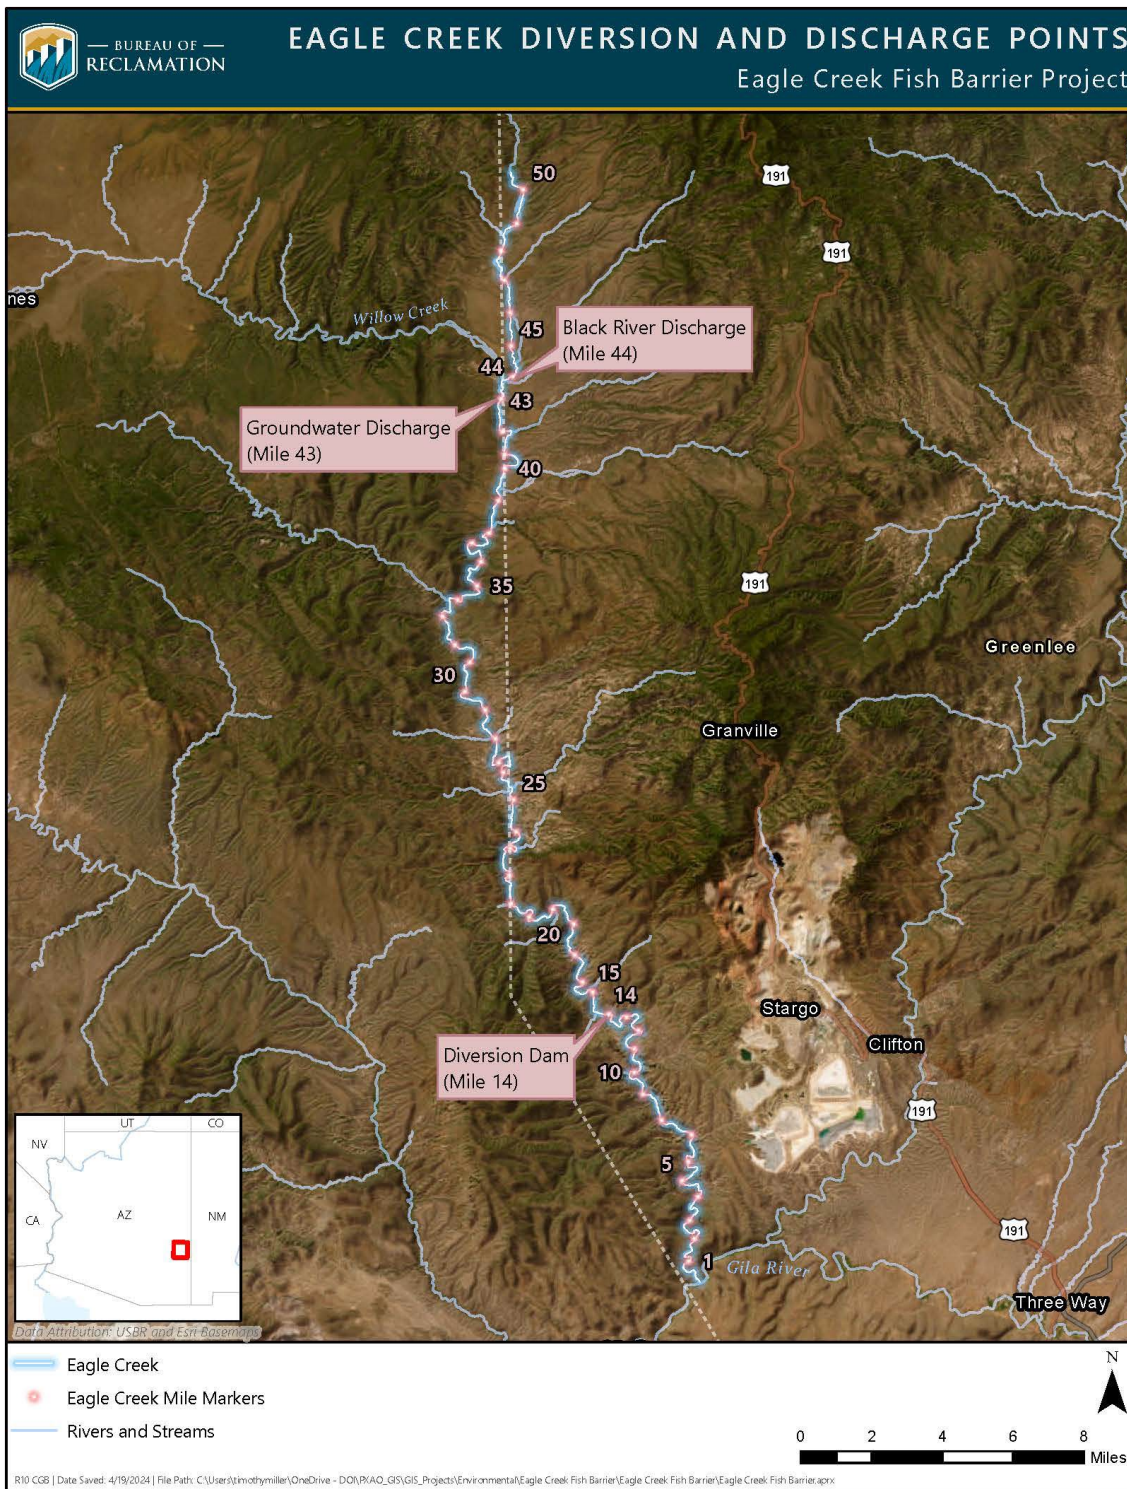 BUREAU OF
RECLAMATION
EAGLE CREEK DIVERSION AND DISCHARGE POINTS
Eagle Creek Fish Barrier Project
50
191
191
nes
Willow Creek
45
Black River Discharge
(Mile 44)
44
43
Groundwater Discharge
(Mile 43)
40
35
191
Greenlee
30
Granville
25
20
15
14
Stargo
Clifton
Diversion Dam
(Mile 14)
10
191
5
191
1
Gila River
Three Way
UT
CO
NV
CA
AZ
NM
Data Attribution: USBR and Esri Basemaps
Eagle Creek
Eagle Creek Mile Markers
Rivers and Streams
N
0 2 4 6 8
Miles
R10 CGB | Date Saved: 4/19/2024 | File Path: C:\Users\timothymiller\OneDrive - DOI\PXAO_GIS\GIS_Projects\Environmental\Eagle Creek Fish Barrier\Eagle Creek Fish Barrier\Eagle Creek Fish Barrier.aprx